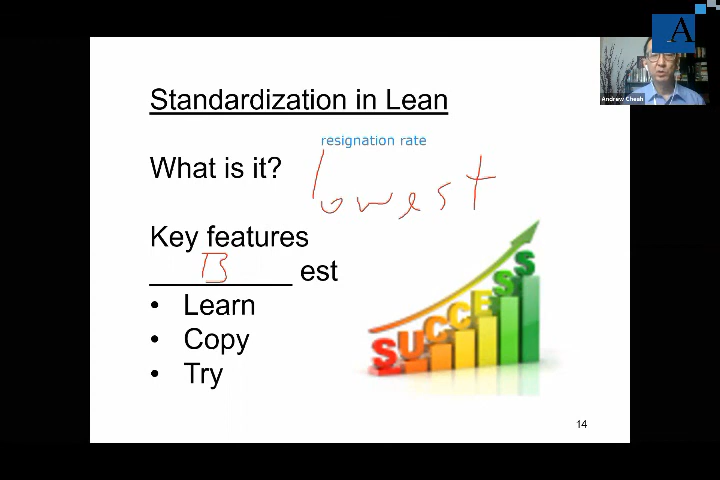 A
Andrew Cheah
Standardization in Lean
resignation rate
What is it?
lowest
Key features
B est
• Learn
• Copy
• Try
SUCCESS
14